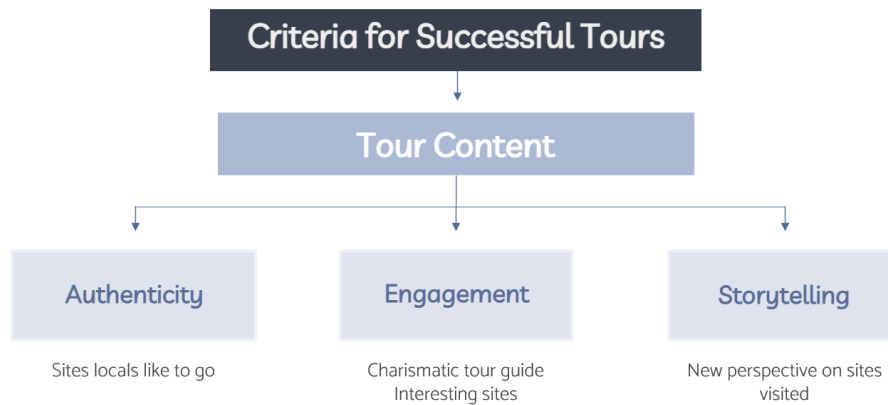 Criteria for Successful Tours
Tour Content
Authenticity
Sites locals like to go
Engagement
Charismatic tour guide
Interesting sites
Storytelling
New perspective on sites
visited